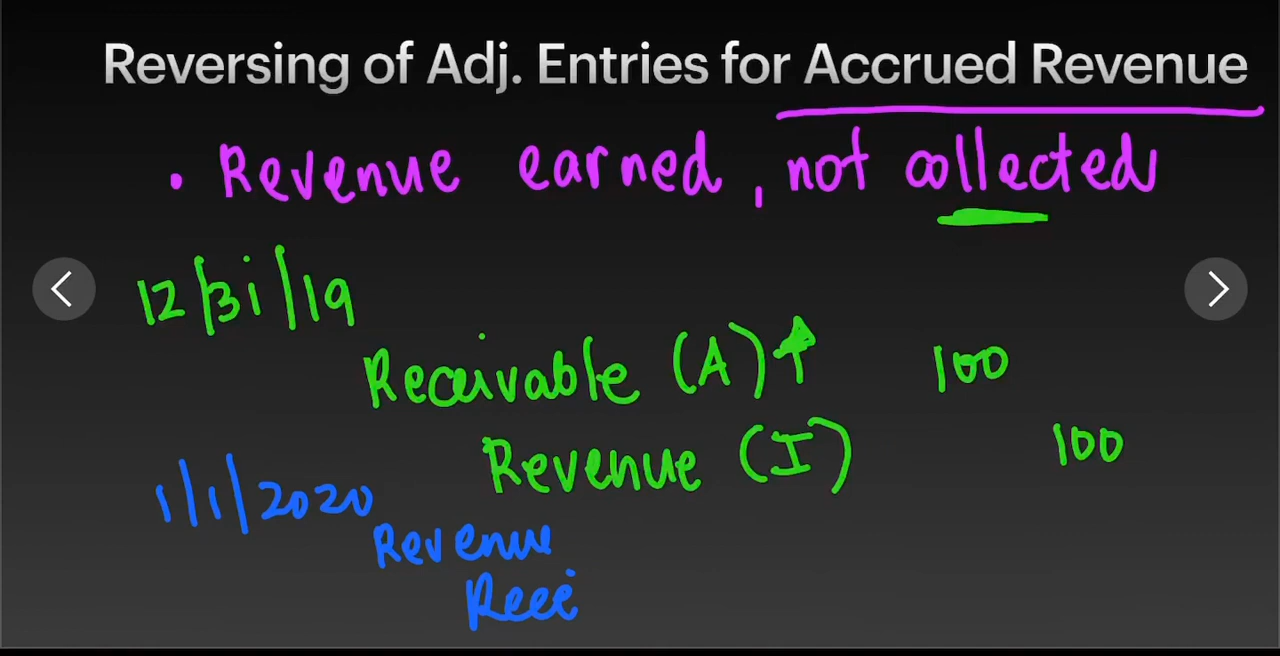 Reversing of Adj. Entries for Accrued Revenue
• Revenue earned, not collected
12/31/19
Receivable (A)↑ 100
Revenue (I) 100
1/1/2020
Revenue
Recei